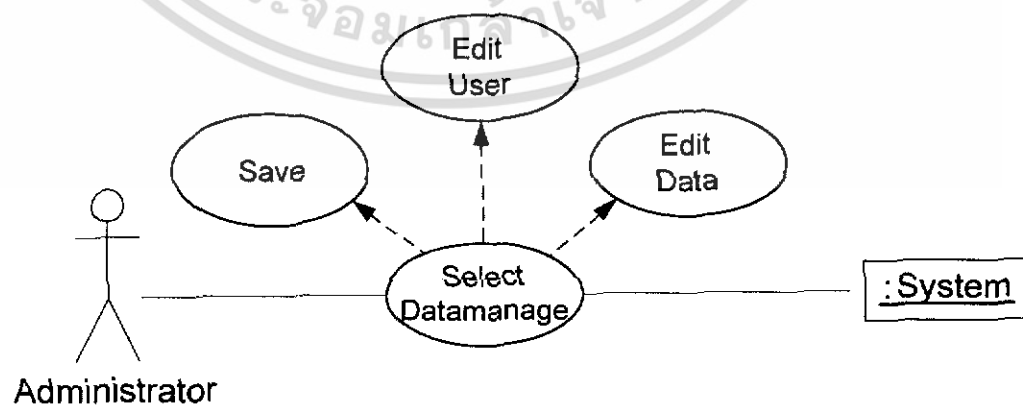 Edit
User
Save
Edit
Data
Select
Datamanage
:System
Administrator